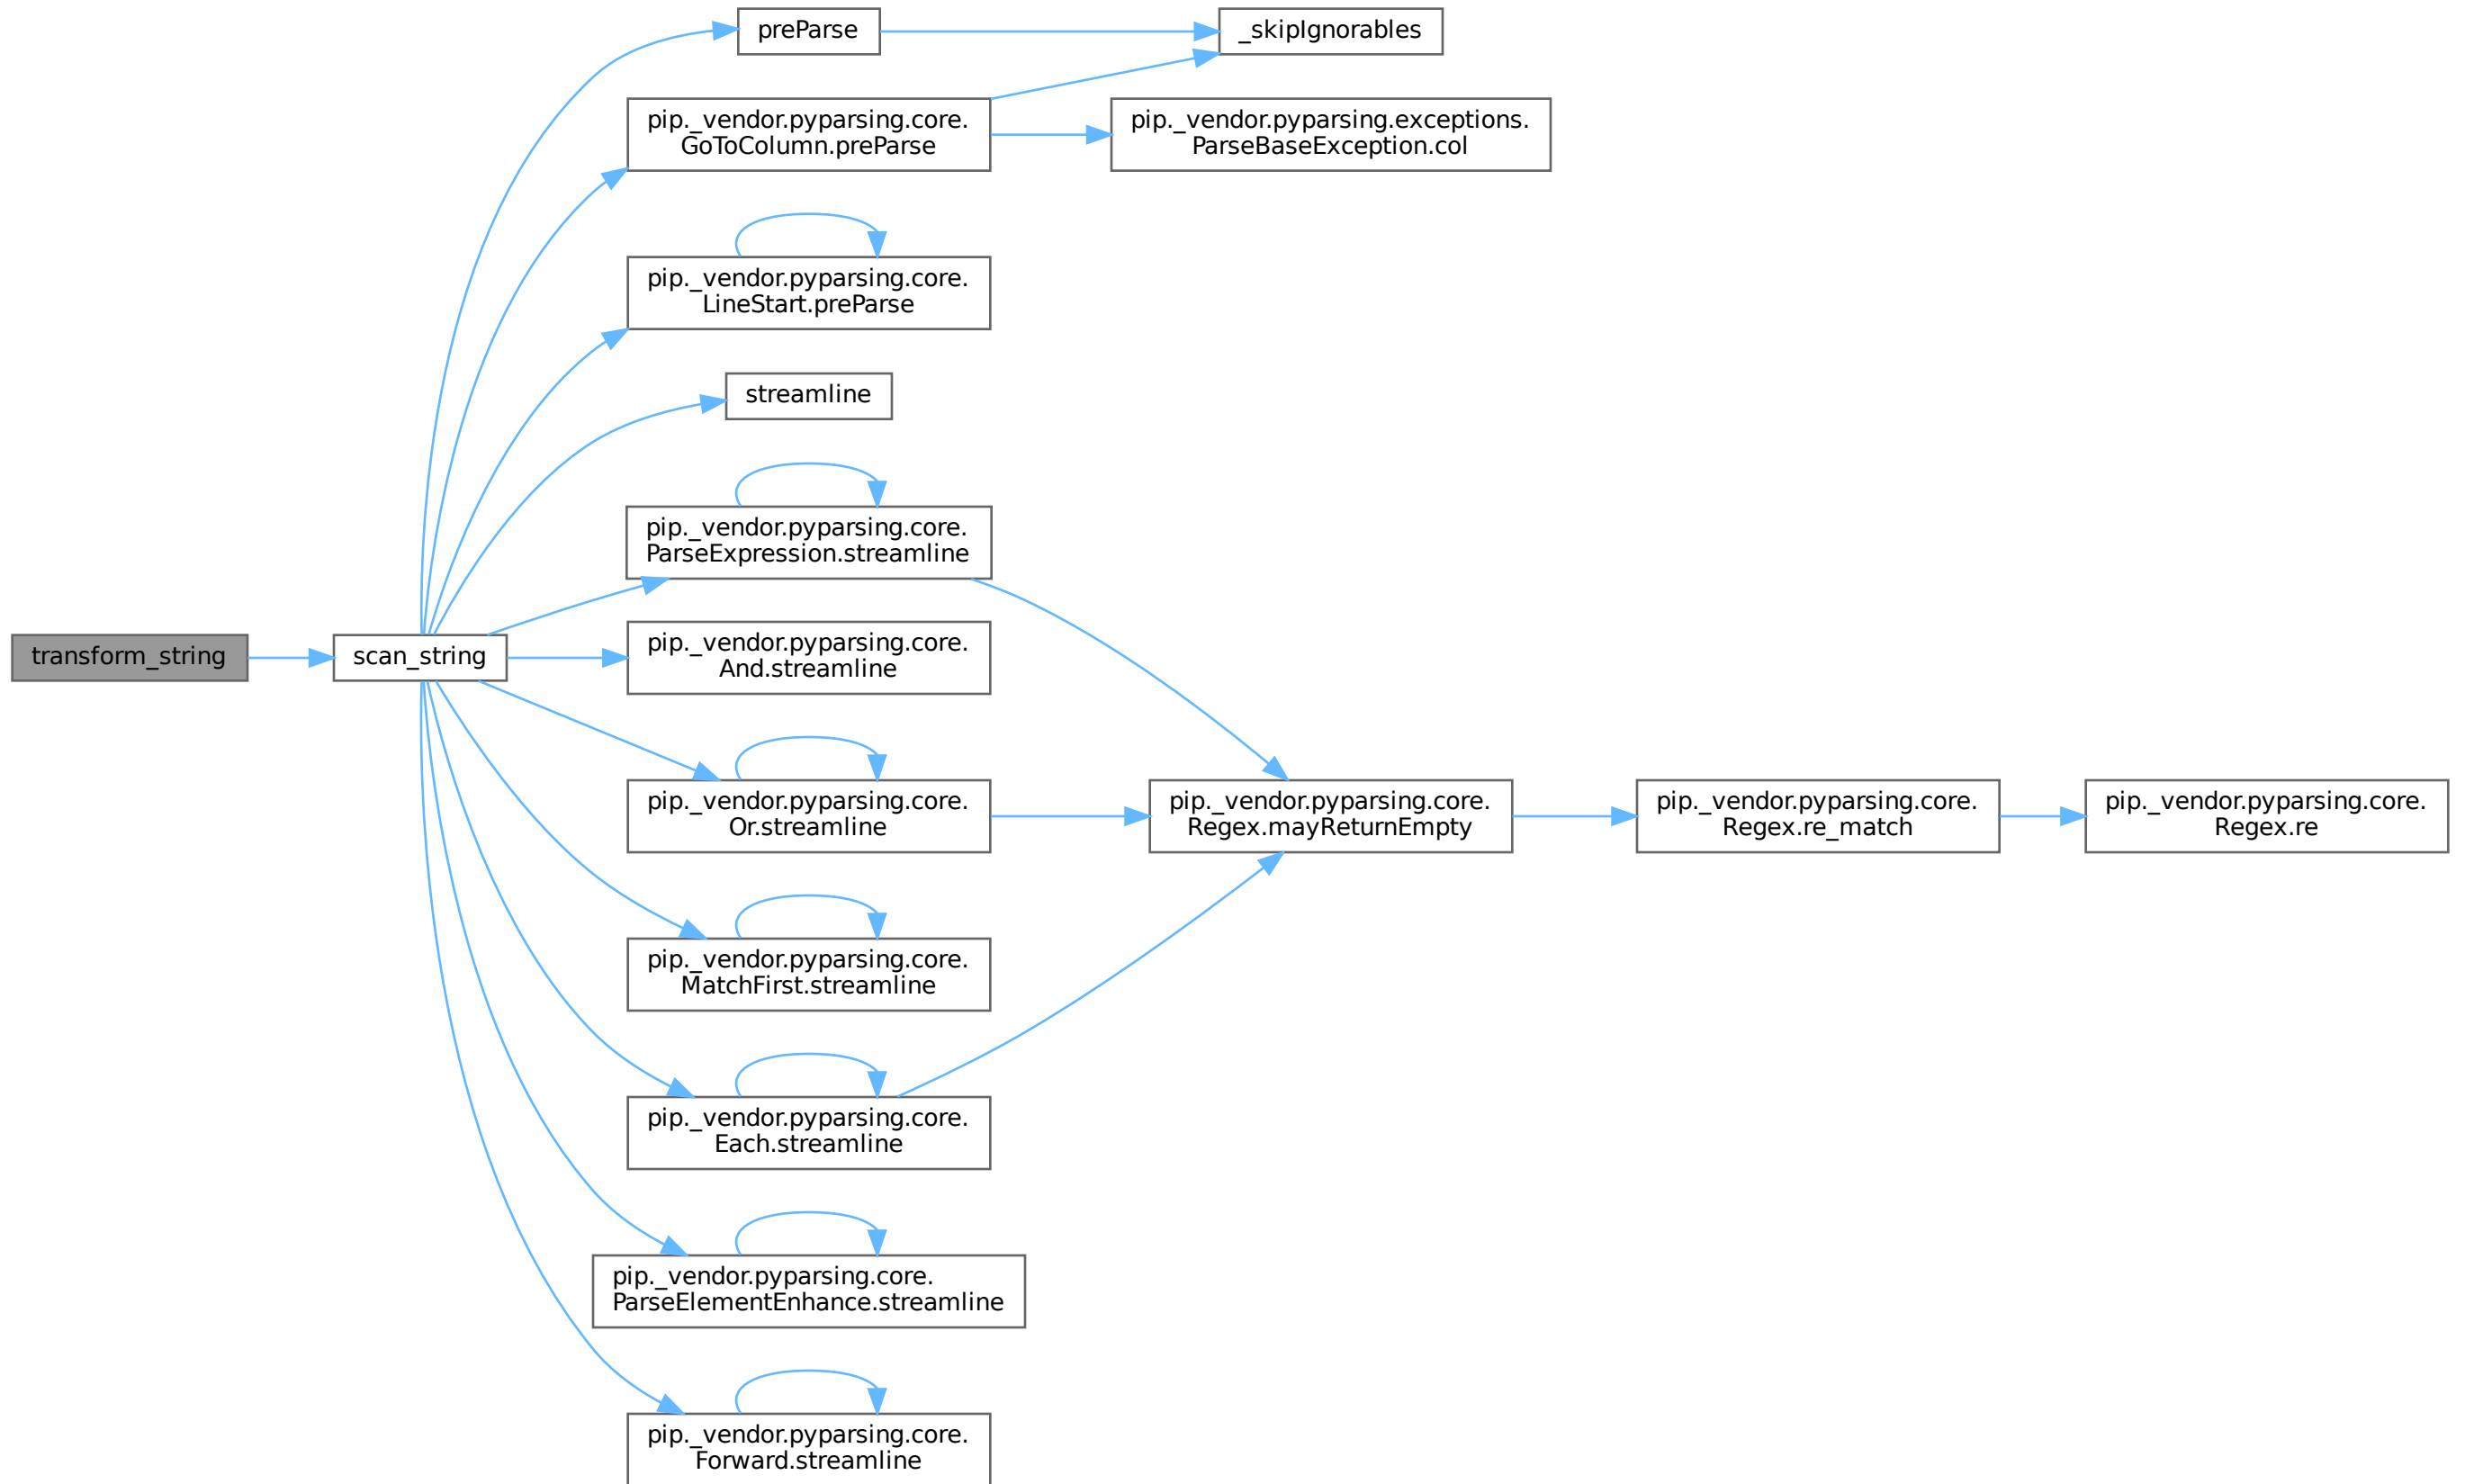 preParse
_skipIgnorables
pip._vendor.pyparsing.core.
GoToColumn.preParse
pip._vendor.pyparsing.exceptions.
ParseBaseException.col
pip._vendor.pyparsing.core.
LineStart.preParse
streamline
pip._vendor.pyparsing.core.
ParseExpression.streamline
transform_string
scan_string
pip._vendor.pyparsing.core.
And.streamline
pip._vendor.pyparsing.core.
Or.streamline
pip._vendor.pyparsing.core.
Regex.mayReturnEmpty
pip._vendor.pyparsing.core.
Regex.re_match
pip._vendor.pyparsing.core.
Regex.re
pip._vendor.pyparsing.core.
MatchFirst.streamline
pip._vendor.pyparsing.core.
Each.streamline
pip._vendor.pyparsing.core.
ParseElementEnhance.streamline
pip._vendor.pyparsing.core.
Forward.streamline